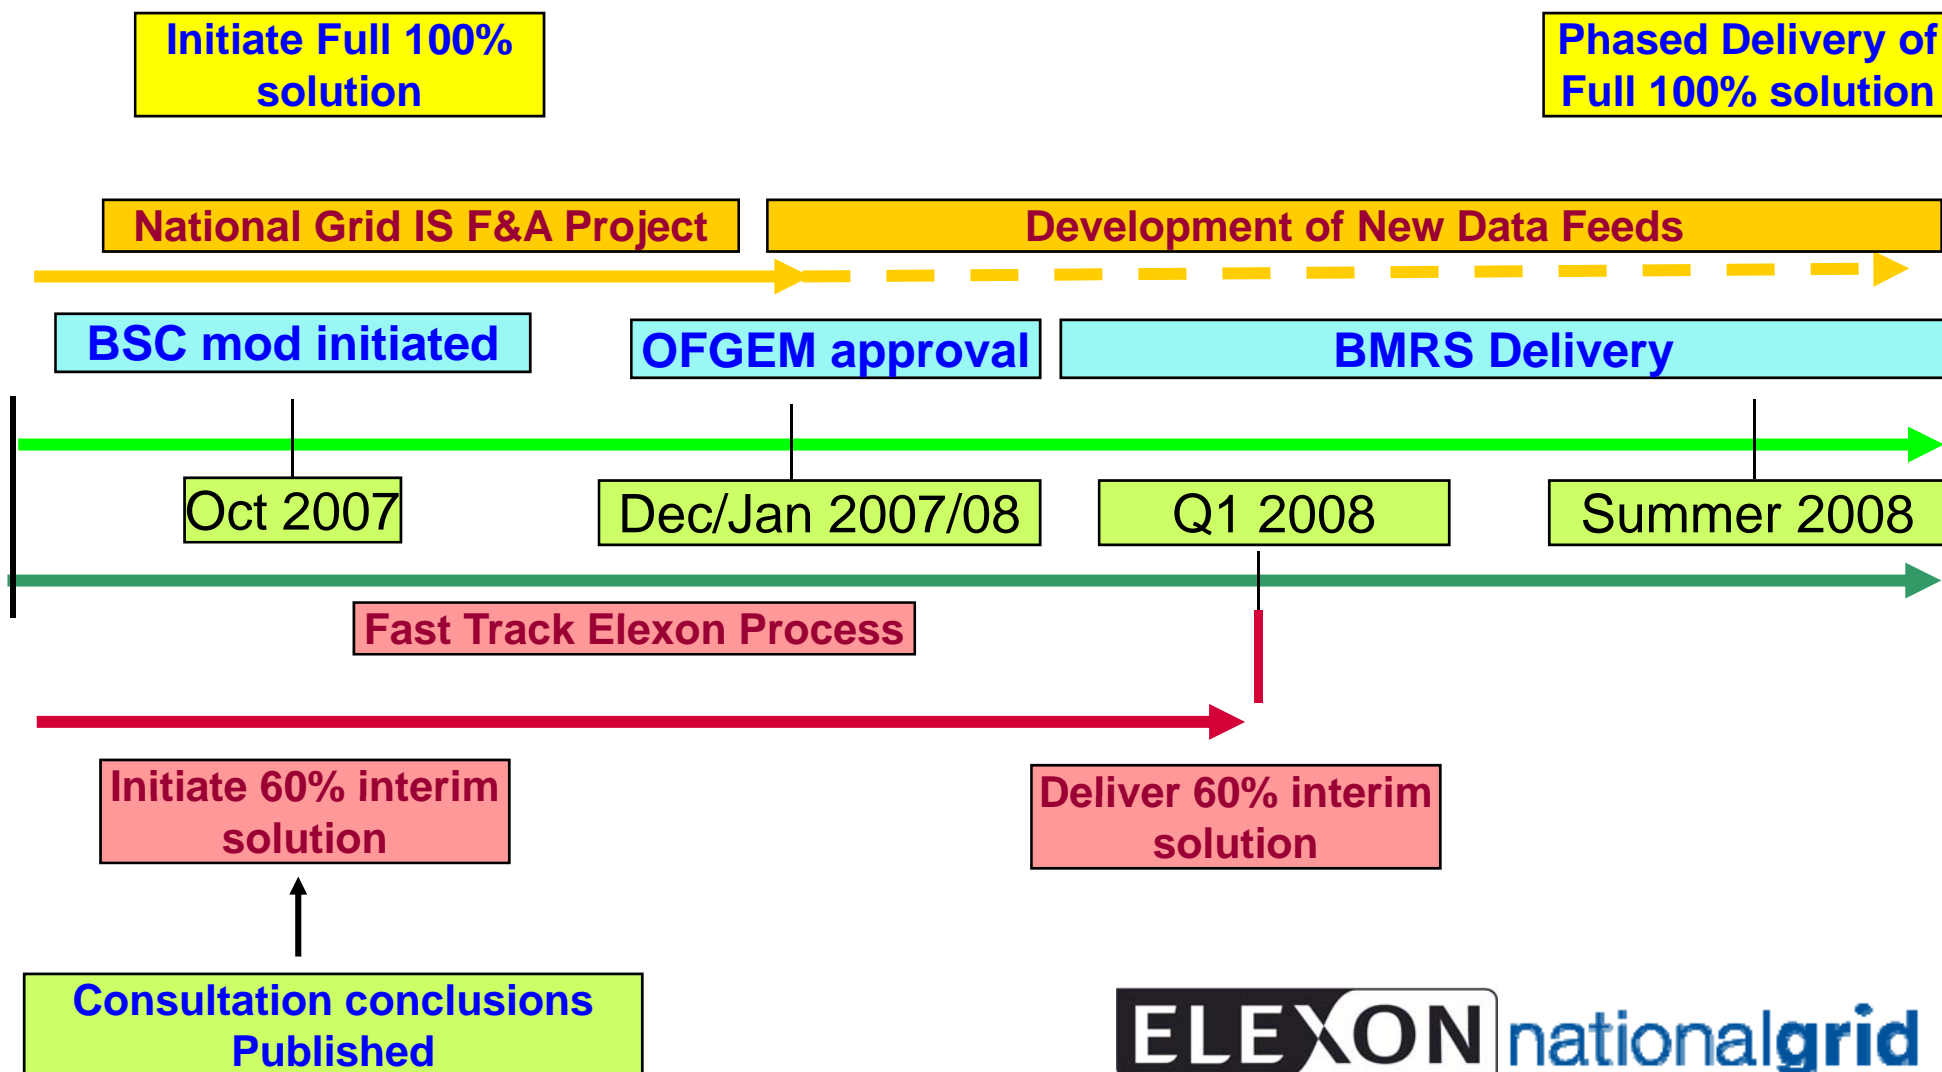 Initiate Full 100%
solution
Phased Delivery of
Full 100% solution
National Grid IS F&A Project
Development of New Data Feeds
BSC mod initiated
OFGEM approval
BMRS Delivery
Oct 2007
Dec/Jan 2007/08
Q1 2008
Summer 2008
Fast Track Elexon Process
Initiate 60% interim
solution
Deliver 60% interim
solution
Consultation conclusions
Published
ELEXON
nationalgrid